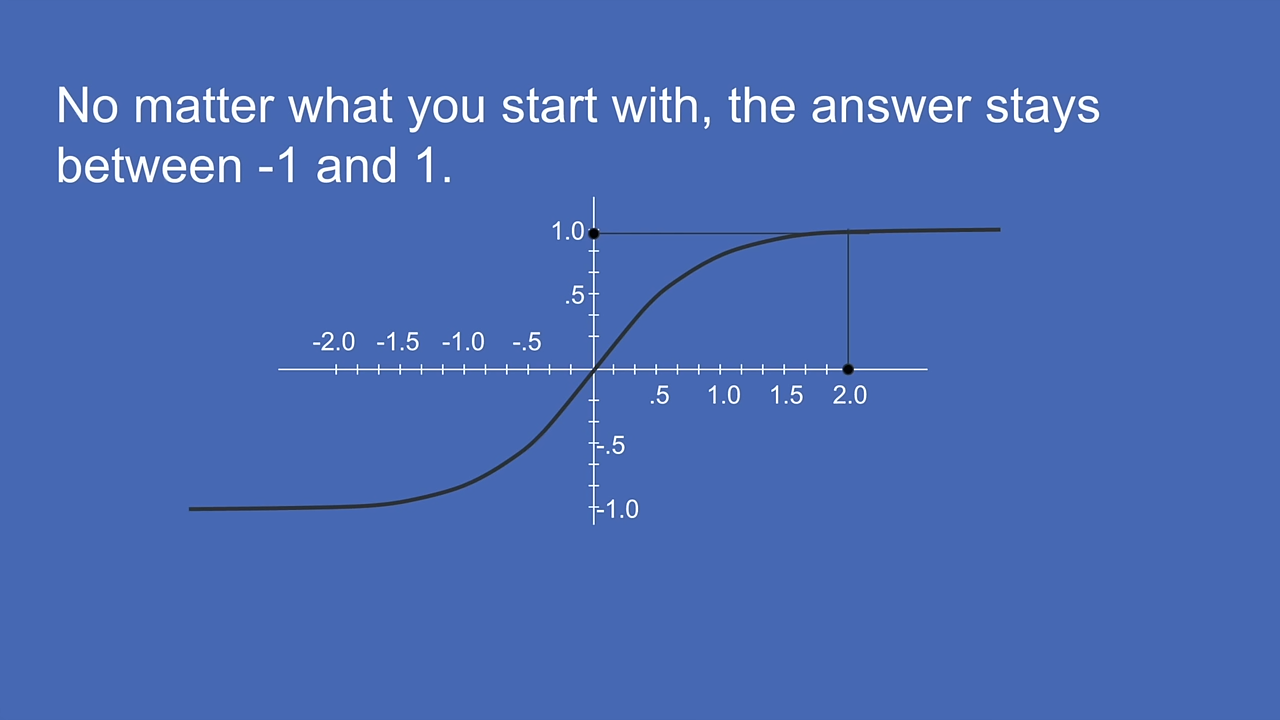 No matter what you start with, the answer stays
between -1 and 1.
1.0
.5
-2.0 -1.5 -1.0 -.5
.5 1.0 1.5 2.0
-.5
-1.0